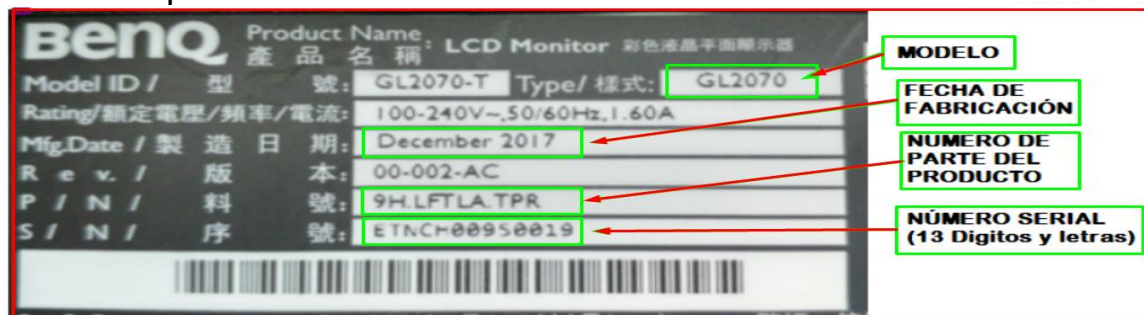 BenQ Product Name : LCD Monitor 彩色液晶平面顯示器
產品名稱
Model ID / 型 號: GL2070-T Type/ 樣式: GL2070
Rating/額定電壓/頻率/電流: 100-240V~,50/60Hz,1.60A
Mfg.Date / 製 造 日 期: December 2017
R e v. / 版 本: 00-002-AC
P / N / 料 號: 9H.LFTLA.TPR
S / N / 序 號: ETNCH00950019
MODELO
FECHA DE
FABRICACIÓN
NUMERO DE
PARTE DEL
PRODUCTO
NÚMERO SERIAL
(13 Digitos y letras)